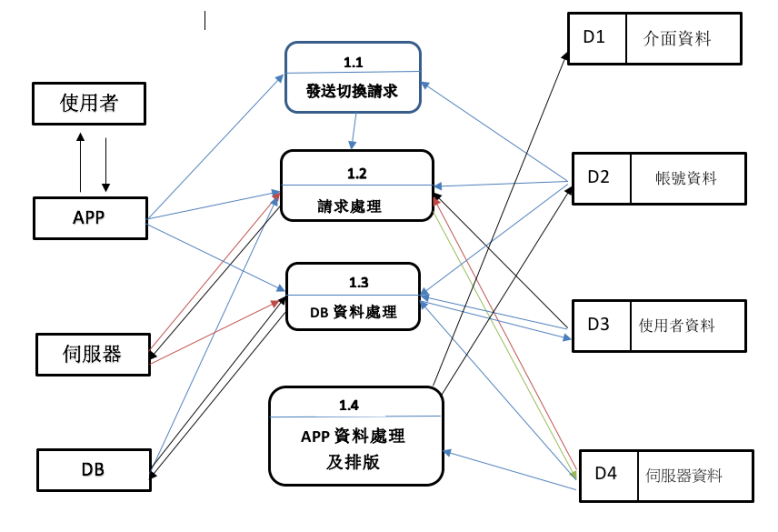 使用者
APP
伺服器
DB
1.1
發送切換請求
1.2
請求處理
1.3
DB 資料處理
1.4
APP 資料處理
及排版
D1 介面資料
D2 帳號資料
D3 使用者資料
D4 伺服器資料